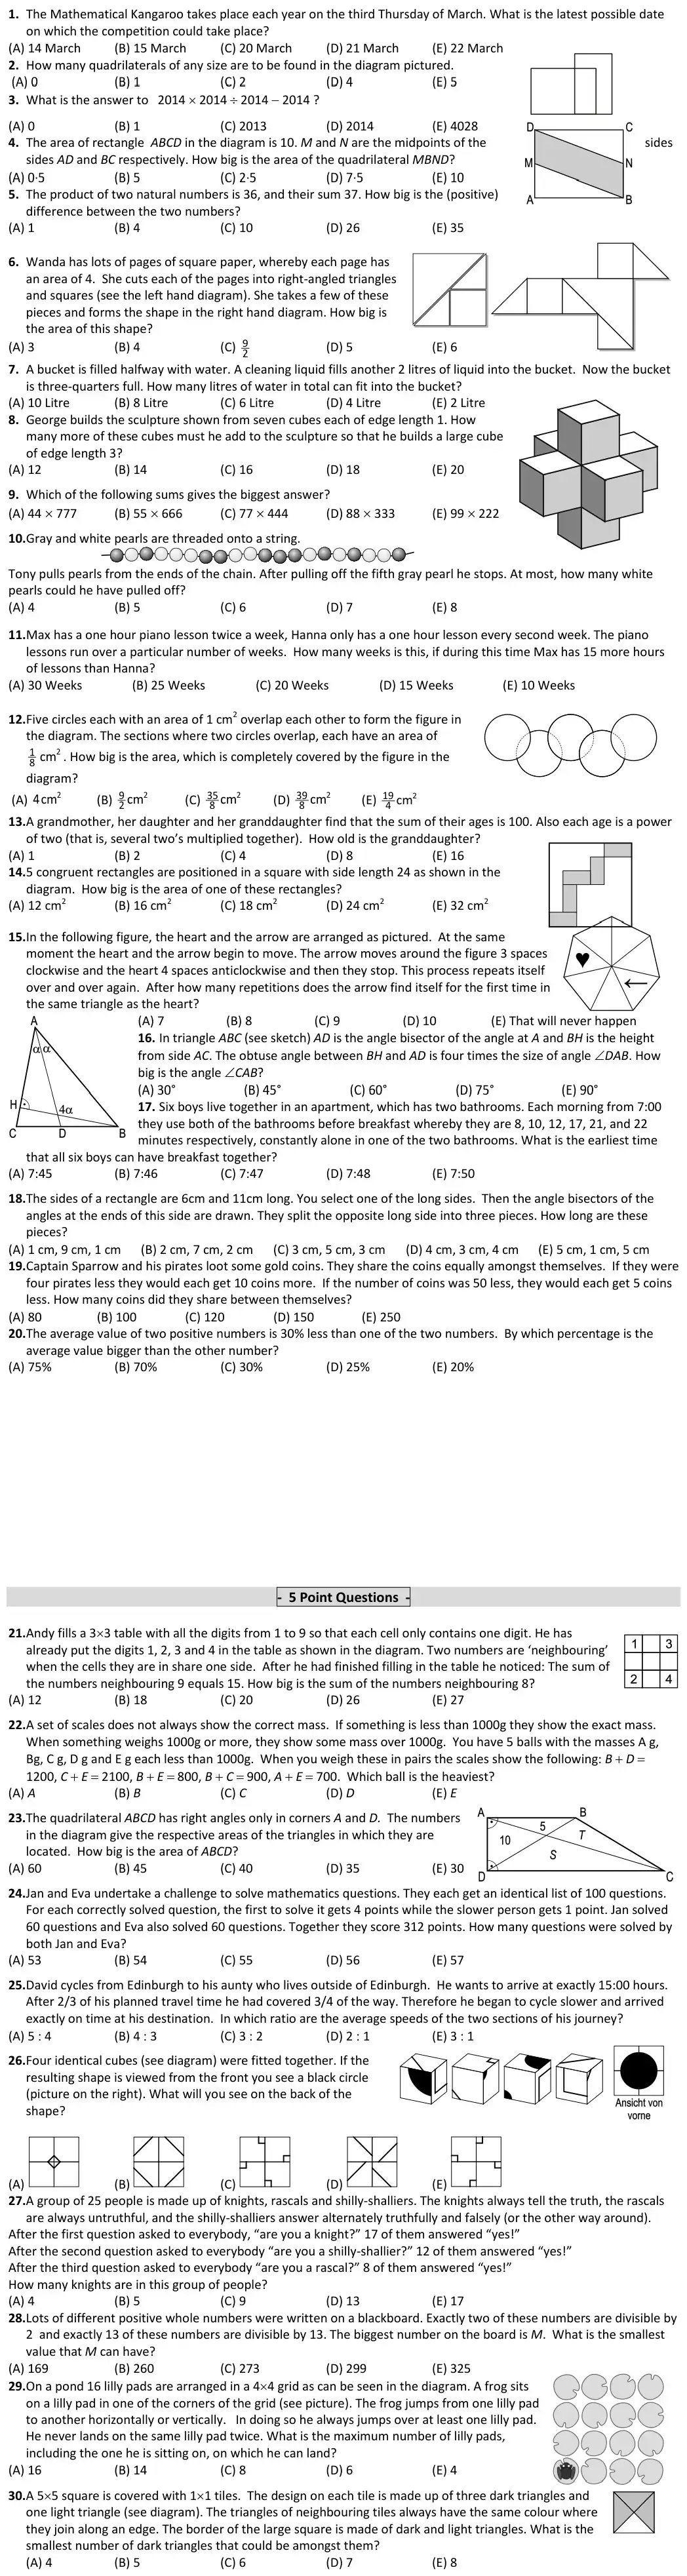 1. The Mathematical Kangaroo takes place each year on the third Thursday of March. What is the latest possible date
on which the competition could take place?
(A) 14 March (B) 15 March (C) 20 March (D) 21 March (E) 22 March
2. How many quadrilaterals of any size are to be found in the diagram pictured.
(A) 0 (B) 1 (C) 2 (D) 4 (E) 5
3. What is the answer to 2014 × 2014 ÷ 2014 − 2014 ?
(A) 0 (B) 1 (C) 2013 (D) 2014 (E) 4028
D C
4. The area of rectangle ABCD in the diagram is 10. M and N are the midpoints of the sides
sides AD and BC respectively. How big is the area of the quadrilateral MBND?
M N
(A) 0·5 (B) 5 (C) 2·5 (D) 7·5 (E) 10
5. The product of two natural numbers is 36, and their sum 37. How big is the (positive)
difference between the two numbers?
A B
(A) 1 (B) 4 (C) 10 (D) 26 (E) 35
6. Wanda has lots of pages of square paper, whereby each page has
an area of 4. She cuts each of the pages into right-angled triangles
and squares (see the left hand diagram). She takes a few of these
pieces and forms the shape in the right hand diagram. How big is
the area of this shape?
(A) 3 (B) 4 (C) 9/2 (D) 5 (E) 6
7. A bucket is filled halfway with water. A cleaning liquid fills another 2 litres of liquid into the bucket. Now the bucket
is three-quarters full. How many litres of water in total can fit into the bucket?
(A) 10 Litre (B) 8 Litre (C) 6 Litre (D) 4 Litre (E) 2 Litre
8. George builds the sculpture shown from seven cubes each of edge length 1. How
many more of these cubes must he add to the sculpture so that he builds a large cube
of edge length 3?
(A) 12 (B) 14 (C) 16 (D) 18 (E) 20
9. Which of the following sums gives the biggest answer?
(A) 44 × 777 (B) 55 × 666 (C) 77 × 444 (D) 88 × 333 (E) 99 × 222
10.Gray and white pearls are threaded onto a string.
Tony pulls pearls from the ends of the chain. After pulling off the fifth gray pearl he stops. At most, how many white
pearls could he have pulled off?
(A) 4 (B) 5 (C) 6 (D) 7 (E) 8
11.Max has a one hour piano lesson twice a week, Hanna only has a one hour lesson every second week. The piano
lessons run over a particular number of weeks. How many weeks is this, if during this time Max has 15 more hours
of lessons than Hanna?
(A) 30 Weeks (B) 25 Weeks (C) 20 Weeks (D) 15 Weeks (E) 10 Weeks
12.Five circles each with an area of 1 cm² overlap each other to form the figure in
the diagram. The sections where two circles overlap, each have an area of
1/8 cm² . How big is the area, which is completely covered by the figure in the
diagram?
(A) 4 cm² (B) 9/2 cm² (C) 35/8 cm² (D) 39/8 cm² (E) 19/4 cm²
13.A grandmother, her daughter and her granddaughter find that the sum of their ages is 100. Also each age is a power
of two (that is, several two’s multiplied together). How old is the granddaughter?
(A) 1 (B) 2 (C) 4 (D) 8 (E) 16
14.5 congruent rectangles are positioned in a square with side length 24 as shown in the
diagram. How big is the area of one of these rectangles?
(A) 12 cm² (B) 16 cm² (C) 18 cm² (D) 24 cm² (E) 32 cm²
15.In the following figure, the heart and the arrow are arranged as pictured. At the same
moment the heart and the arrow begin to move. The arrow moves around the figure 3 spaces
clockwise and the heart 4 spaces anticlockwise and then they stop. This process repeats itself
over and over again. After how many repetitions does the arrow find itself for the first time in
the same triangle as the heart?
(A) 7 (B) 8 (C) 9 (D) 10 (E) That will never happen
A
α α
H
4α
C D B
16. In triangle ABC (see sketch) AD is the angle bisector of the angle at A and BH is the height
from side AC. The obtuse angle between BH and AD is four times the size of angle ∠DAB. How
big is the angle ∠CAB?
(A) 30° (B) 45° (C) 60° (D) 75° (E) 90°
17. Six boys live together in an apartment, which has two bathrooms. Each morning from 7:00
they use both of the bathrooms before breakfast whereby they are 8, 10, 12, 17, 21, and 22
minutes respectively, constantly alone in one of the two bathrooms. What is the earliest time
that all six boys can have breakfast together?
(A) 7:45 (B) 7:46 (C) 7:47 (D) 7:48 (E) 7:50
18.The sides of a rectangle are 6cm and 11cm long. You select one of the long sides. Then the angle bisectors of the
angles at the ends of this side are drawn. They split the opposite long side into three pieces. How long are these
pieces?
(A) 1 cm, 9 cm, 1 cm (B) 2 cm, 7 cm, 2 cm (C) 3 cm, 5 cm, 3 cm (D) 4 cm, 3 cm, 4 cm (E) 5 cm, 1 cm, 5 cm
19.Captain Sparrow and his pirates loot some gold coins. They share the coins equally amongst themselves. If they were
four pirates less they would each get 10 coins more. If the number of coins was 50 less, they would each get 5 coins
less. How many coins did they share between themselves?
(A) 80 (B) 100 (C) 120 (D) 150 (E) 250
20.The average value of two positive numbers is 30% less than one of the two numbers. By which percentage is the
average value bigger than the other number?
(A) 75% (B) 70% (C) 30% (D) 25% (E) 20%
- 5 Point Questions -
21.Andy fills a 3×3 table with all the digits from 1 to 9 so that each cell only contains one digit. He has
already put the digits 1, 2, 3 and 4 in the table as shown in the diagram. Two numbers are ‘neighbouring’
when the cells they are in share one side. After he had finished filling in the table he noticed: The sum of
the numbers neighbouring 9 equals 15. How big is the sum of the numbers neighbouring 8?
1 3
2 4
(A) 12 (B) 18 (C) 20 (D) 26 (E) 27
22.A set of scales does not always show the correct mass. If something is less than 1000g they show the exact mass.
When something weighs 1000g or more, they show some mass over 1000g. You have 5 balls with the masses A g,
Bg, C g, D g and E g each less than 1000g. When you weigh these in pairs the scales show the following: B + D =
1200, C + E = 2100, B + E = 800, B + C = 900, A + E = 700. Which ball is the heaviest?
(A) A (B) B (C) C (D) D (E) E
23.The quadrilateral ABCD has right angles only in corners A and D. The numbers
in the diagram give the respective areas of the triangles in which they are
located. How big is the area of ABCD?
(A) 60 (B) 45 (C) 40 (D) 35 (E) 30
A B
5
10 T
S
D C
24.Jan and Eva undertake a challenge to solve mathematics questions. They each get an identical list of 100 questions.
For each correctly solved question, the first to solve it gets 4 points while the slower person gets 1 point. Jan solved
60 questions and Eva also solved 60 questions. Together they score 312 points. How many questions were solved by
both Jan and Eva?
(A) 53 (B) 54 (C) 55 (D) 56 (E) 57
25.David cycles from Edinburgh to his aunty who lives outside of Edinburgh. He wants to arrive at exactly 15:00 hours.
After 2/3 of his planned travel time he had covered 3/4 of the way. Therefore he began to cycle slower and arrived
exactly on time at his destination. In which ratio are the average speeds of the two sections of his journey?
(A) 5 : 4 (B) 4 : 3 (C) 3 : 2 (D) 2 : 1 (E) 3 : 1
26.Four identical cubes (see diagram) were fitted together. If the
resulting shape is viewed from the front you see a black circle
(picture on the right). What will you see on the back of the
shape?
Ansicht von
vorne
(A) (B) (C) (D) (E)
27.A group of 25 people is made up of knights, rascals and shilly-shalliers. The knights always tell the truth, the rascals
are always untruthful, and the shilly-shalliers answer alternately truthfully and falsely (or the other way around).
After the first question asked to everybody, “are you a knight?” 17 of them answered “yes!”
After the second question asked to everybody “are you a shilly-shallier?” 12 of them answered “yes!”
After the third question asked to everybody “are you a rascal?” 8 of them answered “yes!”
How many knights are in this group of people?
(A) 4 (B) 5 (C) 9 (D) 13 (E) 17
28.Lots of different positive whole numbers were written on a blackboard. Exactly two of these numbers are divisible by
2 and exactly 13 of these numbers are divisible by 13. The biggest number on the board is M. What is the smallest
value that M can have?
(A) 169 (B) 260 (C) 273 (D) 299 (E) 325
29.On a pond 16 lilly pads are arranged in a 4×4 grid as can be seen in the diagram. A frog sits
on a lilly pad in one of the corners of the grid (see picture). The frog jumps from one lilly pad
to another horizontally or vertically. In doing so he always jumps over at least one lilly pad.
He never lands on the same lilly pad twice. What is the maximum number of lilly pads,
including the one he is sitting on, on which he can land?
(A) 16 (B) 14 (C) 8 (D) 6 (E) 4
30.A 5×5 square is covered with 1×1 tiles. The design on each tile is made up of three dark triangles and
one light triangle (see diagram). The triangles of neighbouring tiles always have the same colour where
they join along an edge. The border of the large square is made of dark and light triangles. What is the
smallest number of dark triangles that could be amongst them?
(A) 4 (B) 5 (C) 6 (D) 7 (E) 8